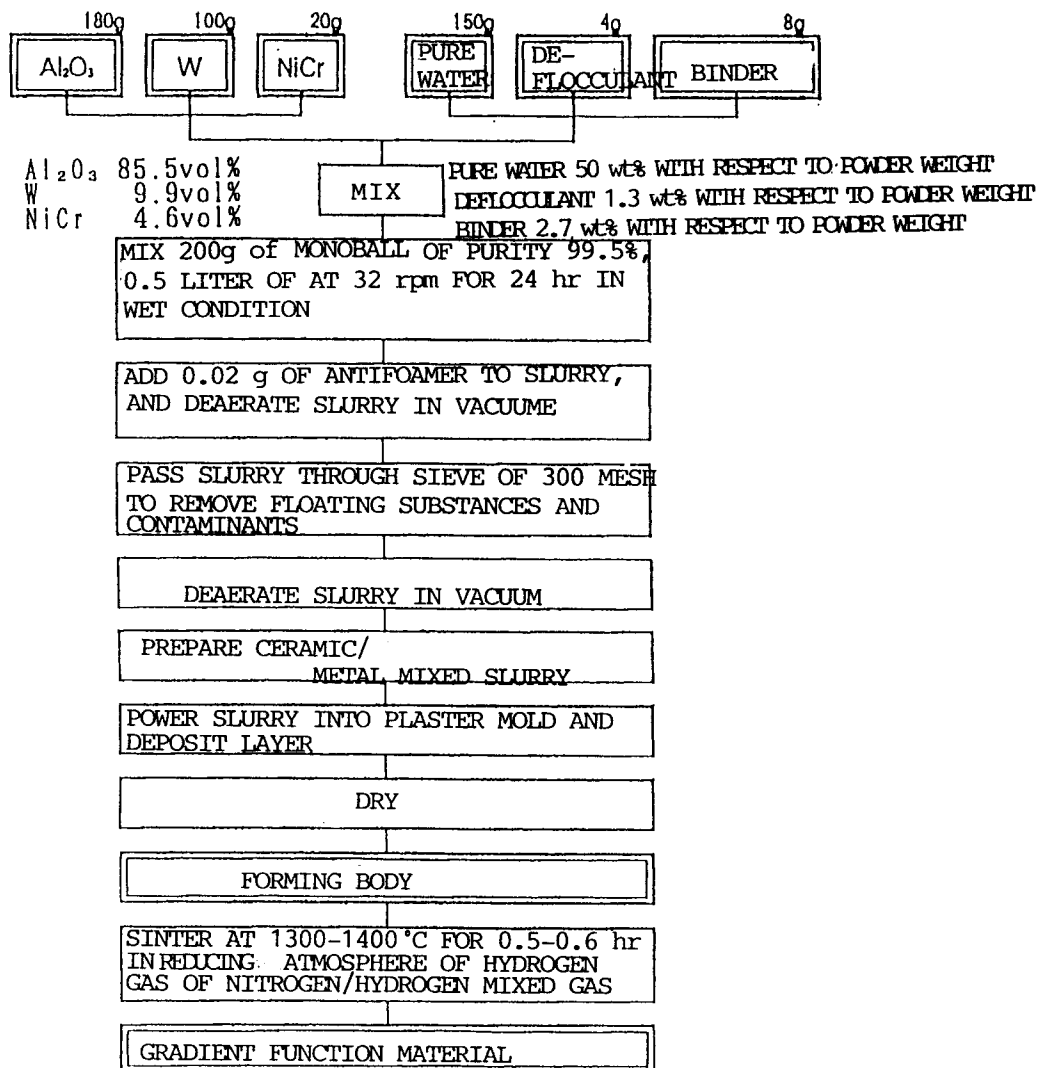 180g 100g 20g 150g 4g 8g
Al₂O₃ W NiCr PURE WATER DE-FLOCCULANT BINDER
Al₂O₃ 85.5vol%
W 9.9vol%
NiCr 4.6vol%
MIX
PURE WATER 50 wt% WITH RESPECT TO POWDER WEIGHT
DEFLOCCULANT 1.3 wt% WITH RESPECT TO POWDER WEIGHT
BINDER 2.7 wt% WITH RESPECT TO POWDER WEIGHT
MIX 200g of MONOBALL OF PURITY 99.5%,
0.5 LITER OF AT 32 rpm FOR 24 hr IN
WET CONDITION
ADD 0.02 g OF ANTIFOAMER TO SLURRY,
AND DEAERATE SLURRY IN VACUUME
PASS SLURRY THROUGH SIEVE OF 300 MESH
TO REMOVE FLOATING SUBSTANCES AND
CONTAMINANTS
DEAERATE SLURRY IN VACUUM
PREPARE CERAMIC/
METAL MIXED SLURRY
POWER SLURRY INTO PLASTER MOLD AND
DEPOSIT LAYER
DRY
FORMING BODY
SINTER AT 1300-1400°C FOR 0.5-0.6 hr
IN REDUCING ATMOSPHERE OF HYDROGEN
GAS OF NITROGEN/HYDROGEN MIXED GAS
GRADIENT FUNCTION MATERIAL